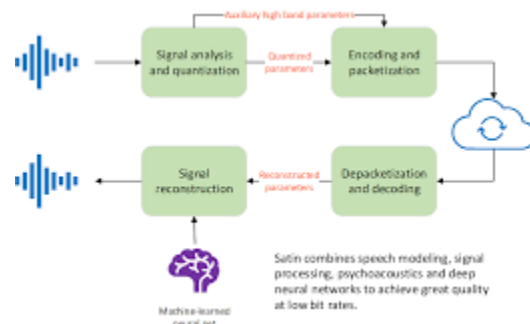 Auxiliary high band parameters
Signal analysis
and quantization
Quantized
parameters
Encoding and
packetization
Signal
reconstruction
Reconstructed
parameters
Depacketization
and decoding
Satin combines speech modeling, signal
processing, psychoacoustics and deep
neural networks to achieve great quality
at low bit rates.
Machine-learned
neural net